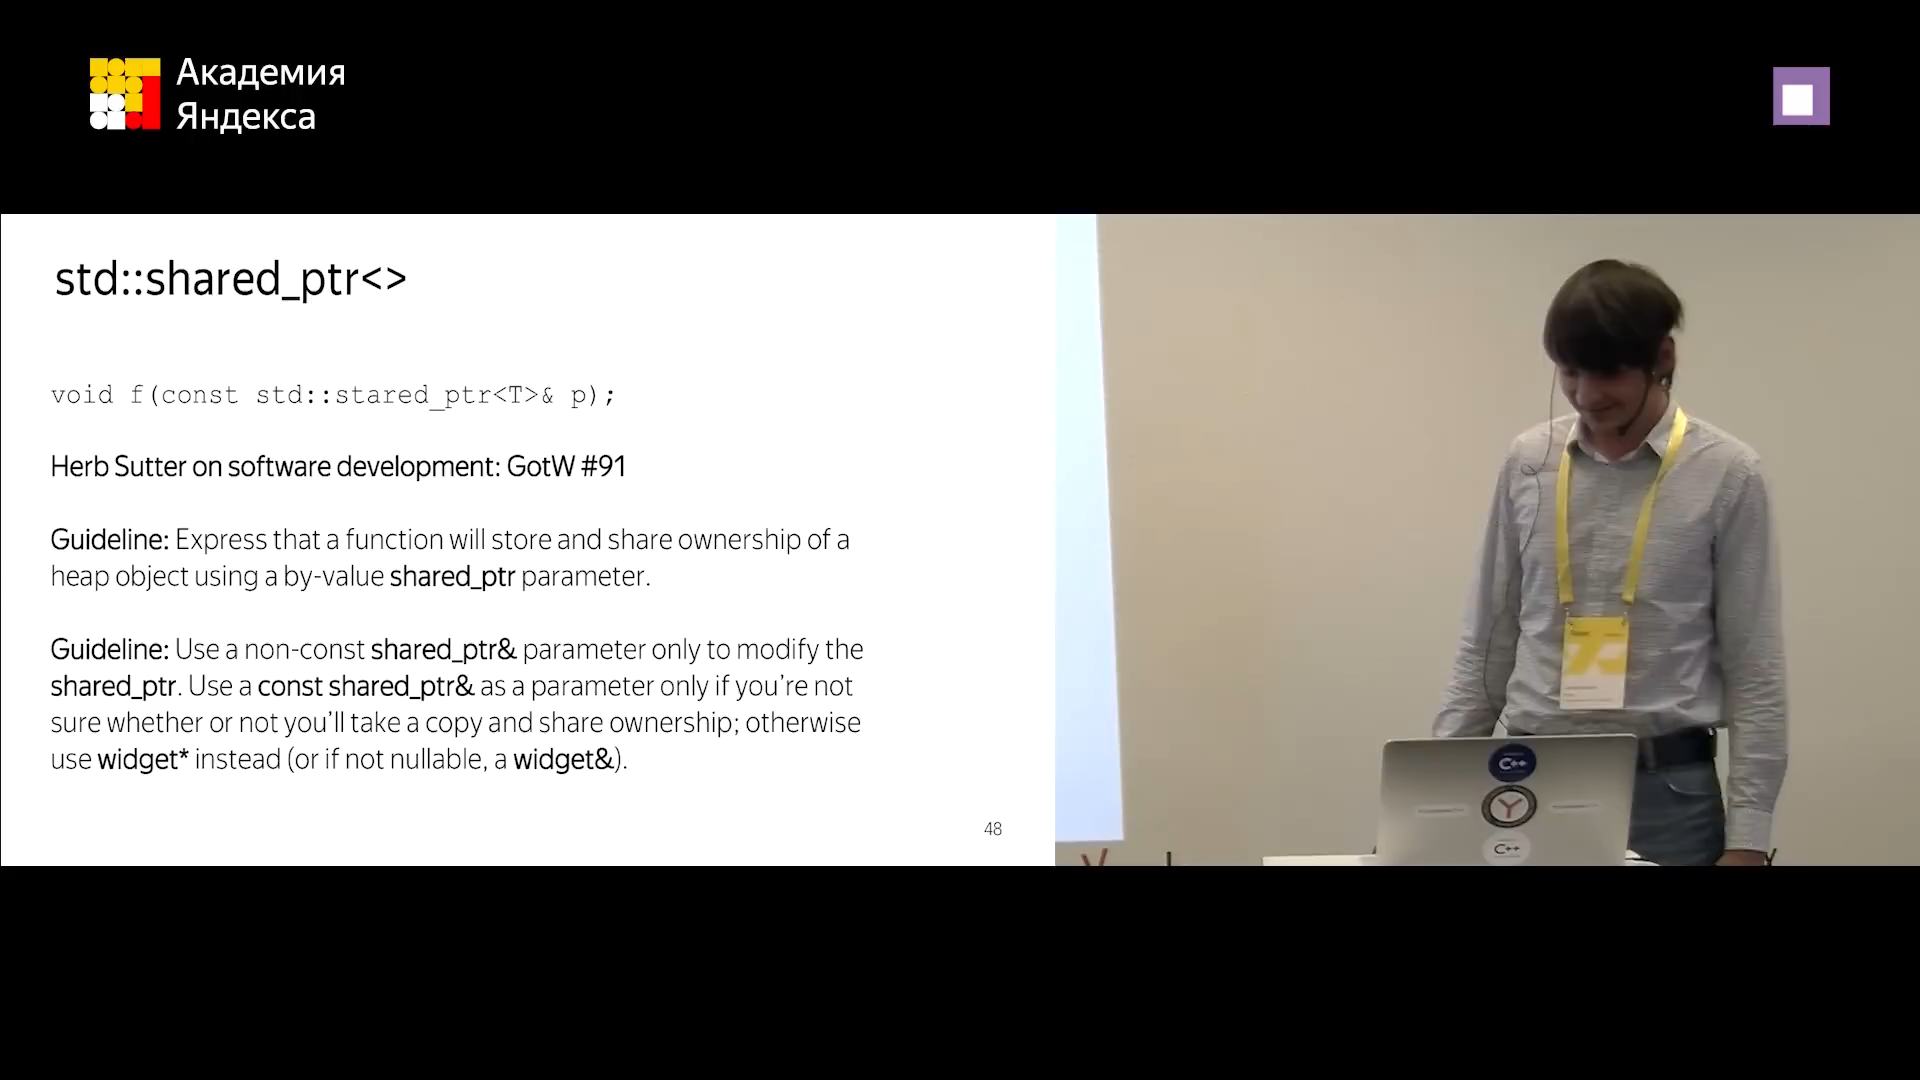 Академия
Яндекса
std::shared_ptr<>
void f(const std::stared_ptr<T>& p);
Herb Sutter on software development: GotW #91
Guideline: Express that a function will store and share ownership of a
heap object using a by-value shared_ptr parameter.
Guideline: Use a non-const shared_ptr& parameter only to modify the
shared_ptr. Use a const shared_ptr& as a parameter only if you’re not
sure whether or not you’ll take a copy and share ownership; otherwise
use widget* instead (or if not nullable, a widget&).
48
C++
Y
C++